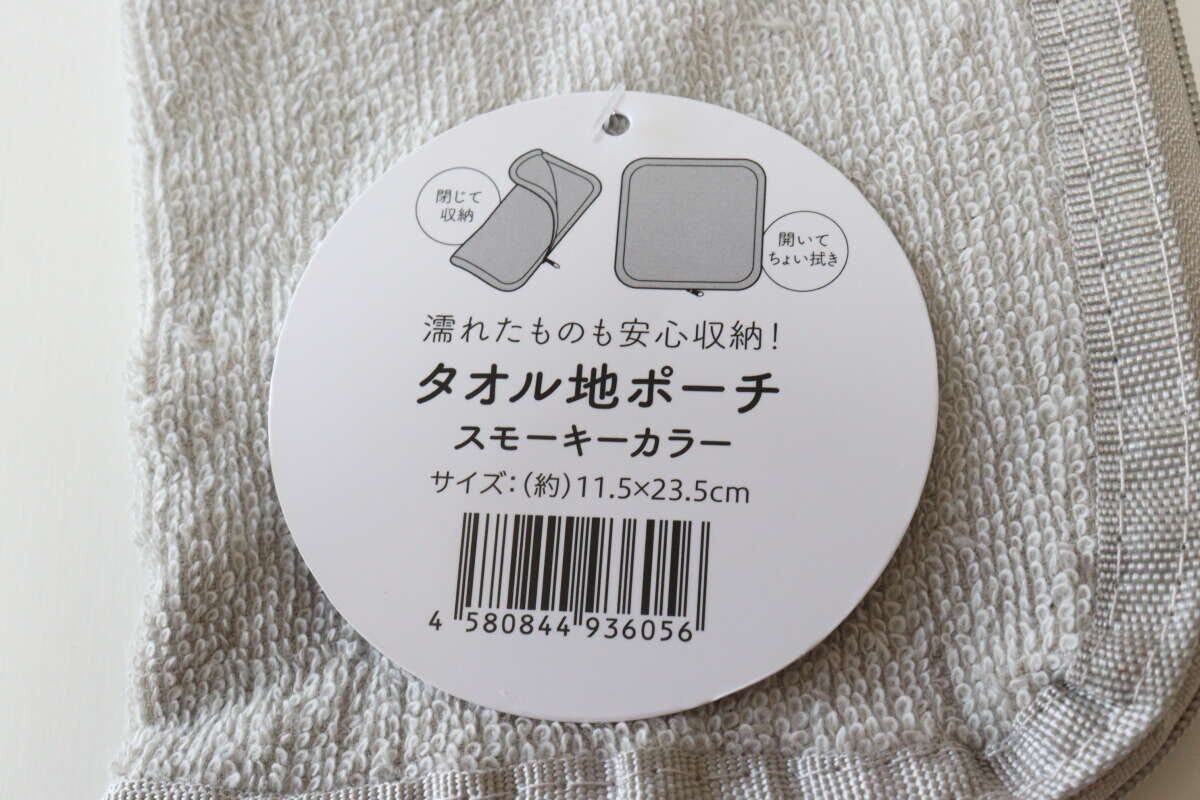 閉じて
収納
開いて
ちょい拭き
濡れたものも安心収納！
タオル地ポーチ
スモーキーカラー
サイズ：（約）11.5×23.5cm
4 580844 936056